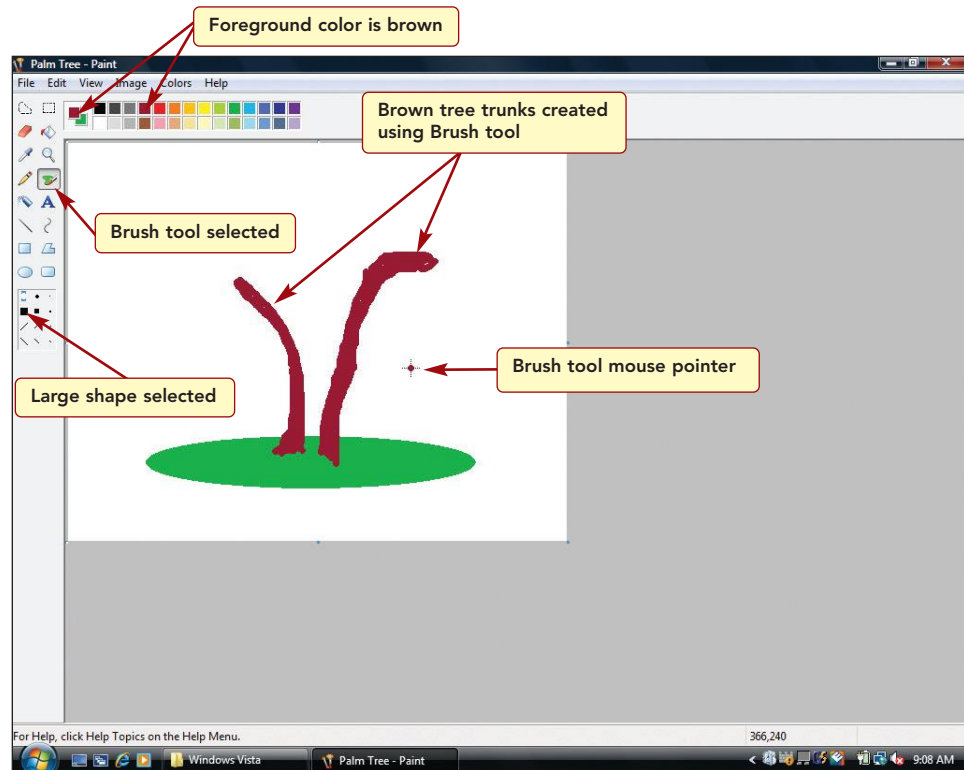 Foreground color is brown
Palm Tree - Paint
File Edit View Image Colors Help
Brown tree trunks created
using Brush tool
A
Brush tool selected
Brush tool mouse pointer
Large shape selected
For Help, click Help Topics on the Help Menu.
366,240
Windows Vista
Palm Tree - Paint
9:08 AM